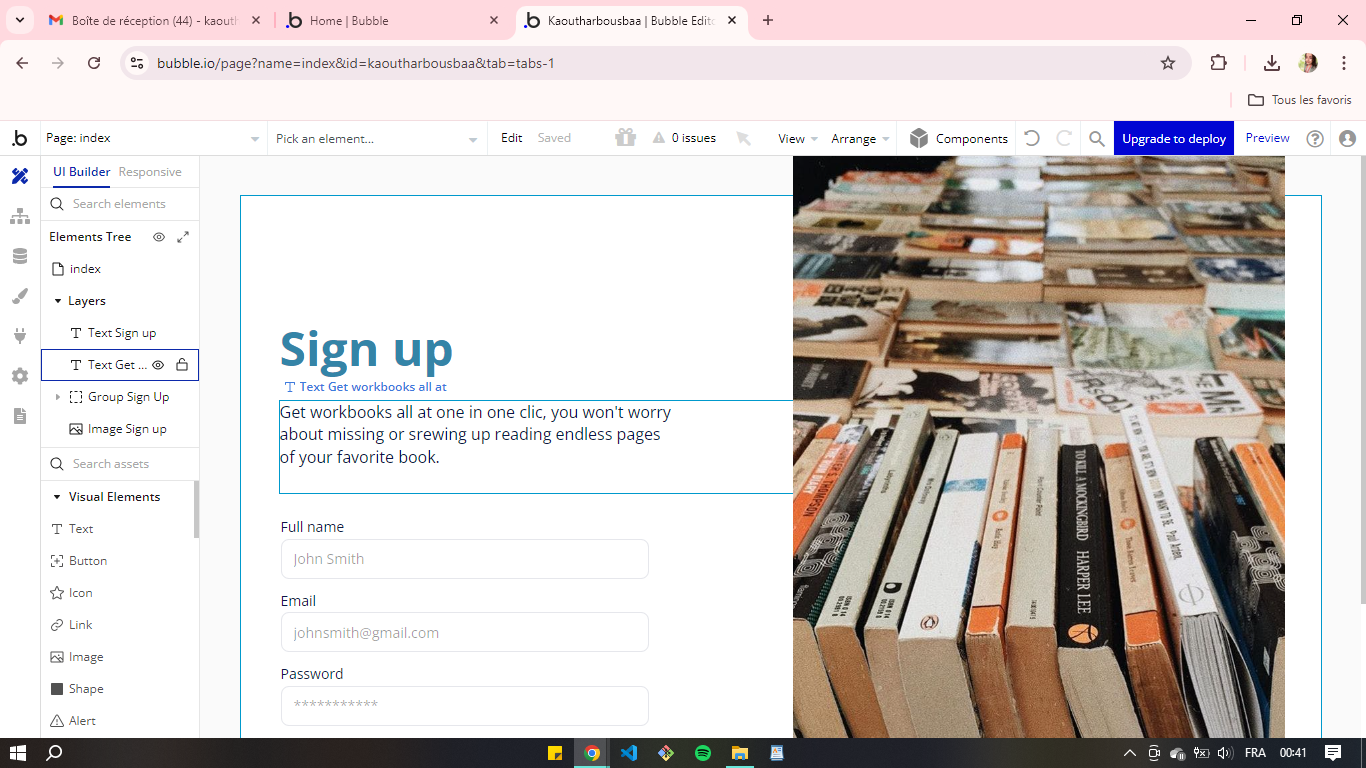 Boîte de réception (44) - kaouth
Home | Bubble
Kaoutharbousbaa | Bubble Edito
bubble.io/page?name=index&id=kaoutharbousbaa&tab=tabs-1
Tous les favoris
Page: index
Pick an element...
Edit
Saved
0 issues
View
Arrange
Components
Upgrade to deploy
Preview
UI Builder
Responsive
Search elements
Elements Tree
index
Layers
Text Sign up
Text Get ...
Group Sign Up
Image Sign up
Search assets
Visual Elements
Text
Button
Icon
Link
Image
Shape
Alert
Sign up
Text Get workbooks all at
Get workbooks all at one in one clic, you won't worry
about missing or srewing up reading endless pages
of your favorite book.
Full name
John Smith
Email
johnsmith@gmail.com
Password
***********
TO KILL A MOCKINGBIRD HARPER LEE
FRA
00:41